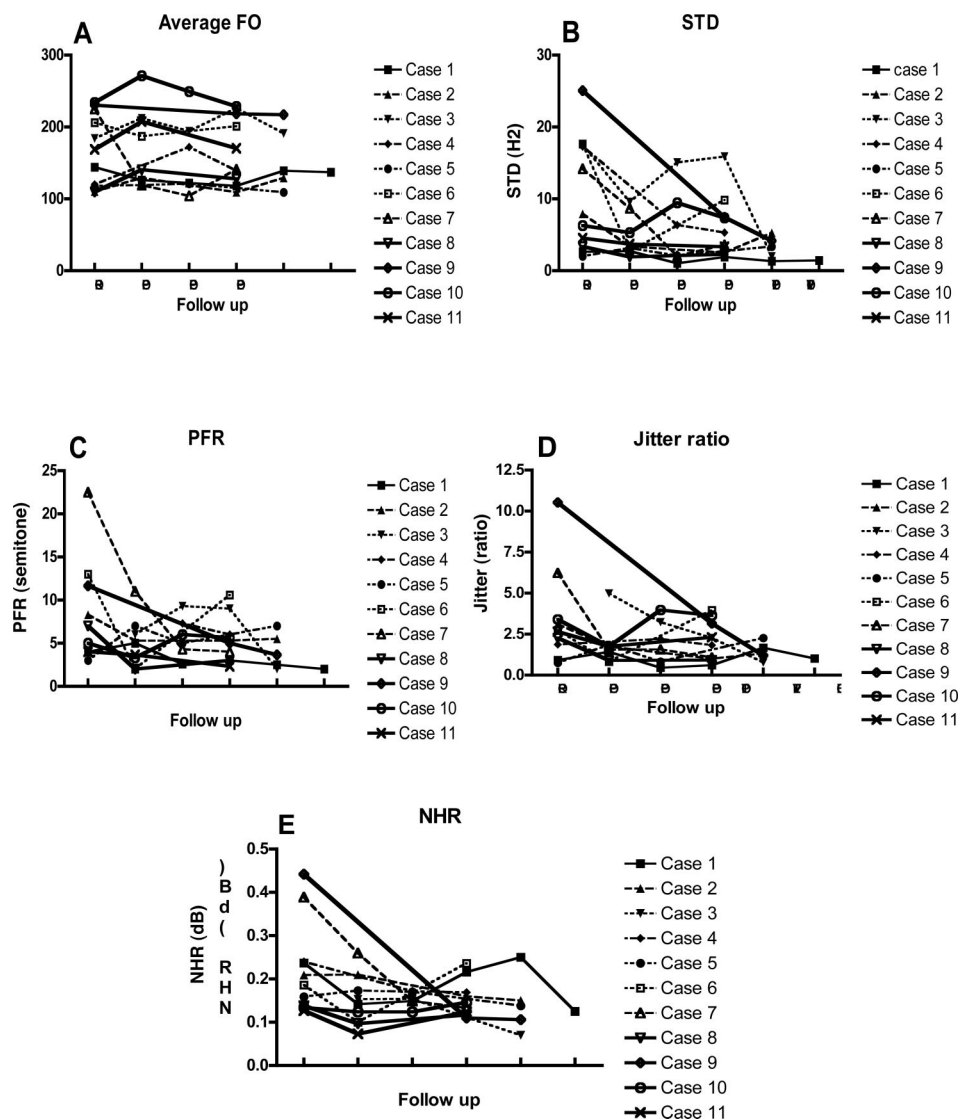 A Average FO
300
200
100
0
Follow up
Case 1
Case 2
Case 3
Case 4
Case 5
Case 6
Case 7
Case 8
Case 9
Case 10
Case 11
B STD
STD (H2)
30
20
10
0
Follow up
case 1
Case 2
Case 3
Case 4
Case 5
Case 6
Case 7
Case 8
Case 9
Case 10
Case 11
C PFR
PFR (semitone)
25
20
15
10
5
0
Follow up
Case 1
Case 2
Case 3
Case 4
Case 5
Case 6
Case 7
Case 8
Case 9
Case 10
Case 11
D Jitter ratio
Jitter (ratio)
12.5
10.0
7.5
5.0
2.5
0.0
Follow up
Case 1
Case 2
Case 3
Case 4
Case 5
Case 6
Case 7
Case 8
Case 9
Case 10
Case 11
E NHR
NHR (dB)
) B d ( R H N
0.5
0.4
0.3
0.2
0.1
0.0
Follow up
Case 1
Case 2
Case 3
Case 4
Case 5
Case 6
Case 7
Case 8
Case 9
Case 10
Case 11